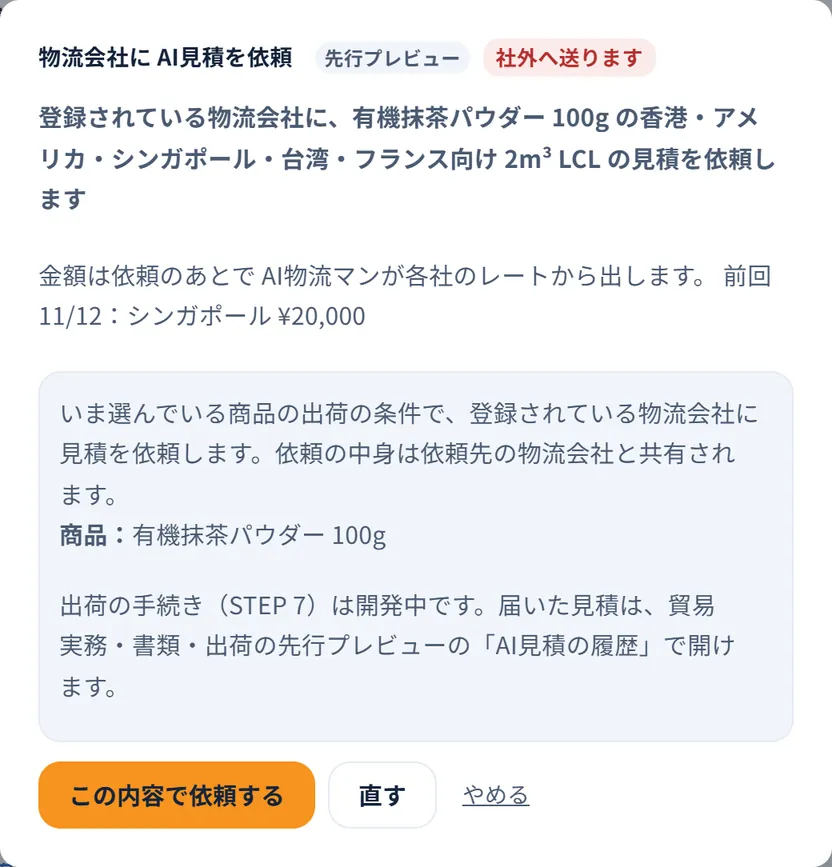 物流会社に AI見積を依頼 先行プレビュー 社外へ送ります
登録されている物流会社に、有機抹茶パウダー 100g の香港・アメ
リカ・シンガポール・台湾・フランス向け 2m³ LCL の見積を依頼し
ます
金額は依頼のあとで AI物流マンが各社のレートから出します。 前回
11/12：シンガポール ¥20,000
いま選んでいる商品の出荷の条件で、登録されている物流会社に
見積を依頼します。依頼の中身は依頼先の物流会社と共有され
ます。
商品：有機抹茶パウダー 100g
出荷の手続き（STEP 7）は開発中です。届いた見積は、貿易
実務・書類・出荷の先行プレビューの「AI見積の履歴」で開け
ます。
この内容で依頼する 直す やめる